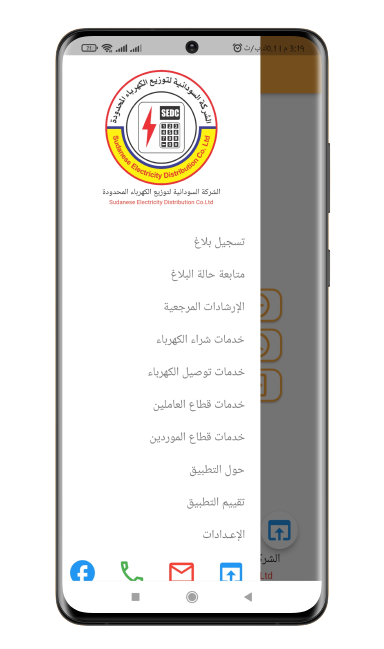 3:19 م
الشركة السودانية لتوزيع الكهرباء المحدودة
SEDC
Sudanese Electricity Distribution Co. Ltd
الشركة السودانية لتوزيع الكهرباء المحدودة
Sudanese Electricity Distribution Co.Ltd
تسجيل بلاغ
متابعة حالة البلاغ
الإرشادات المرجعية
خدمات شراء الكهرباء
خدمات توصيل الكهرباء
خدمات قطاع العاملين
خدمات قطاع الموردين
حول التطبيق
تقييم التطبيق
الإعـدادات
Ltd